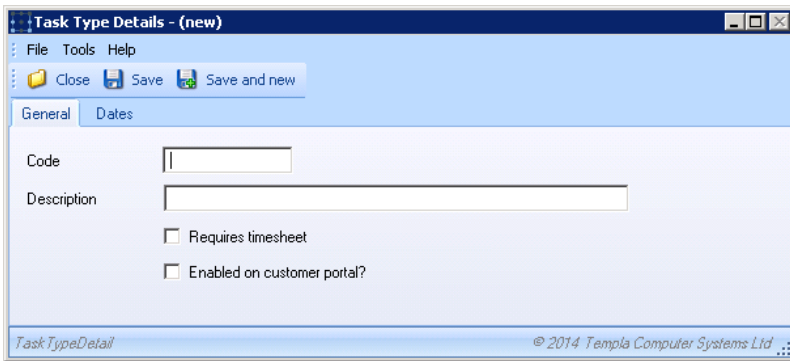 Task Type Details - (new)
File Tools Help
Close Save Save and new
General Dates
Code
Description
Requires timesheet
Enabled on customer portal?
TaskTypeDetail © 2014 Templa Computer Systems Ltd